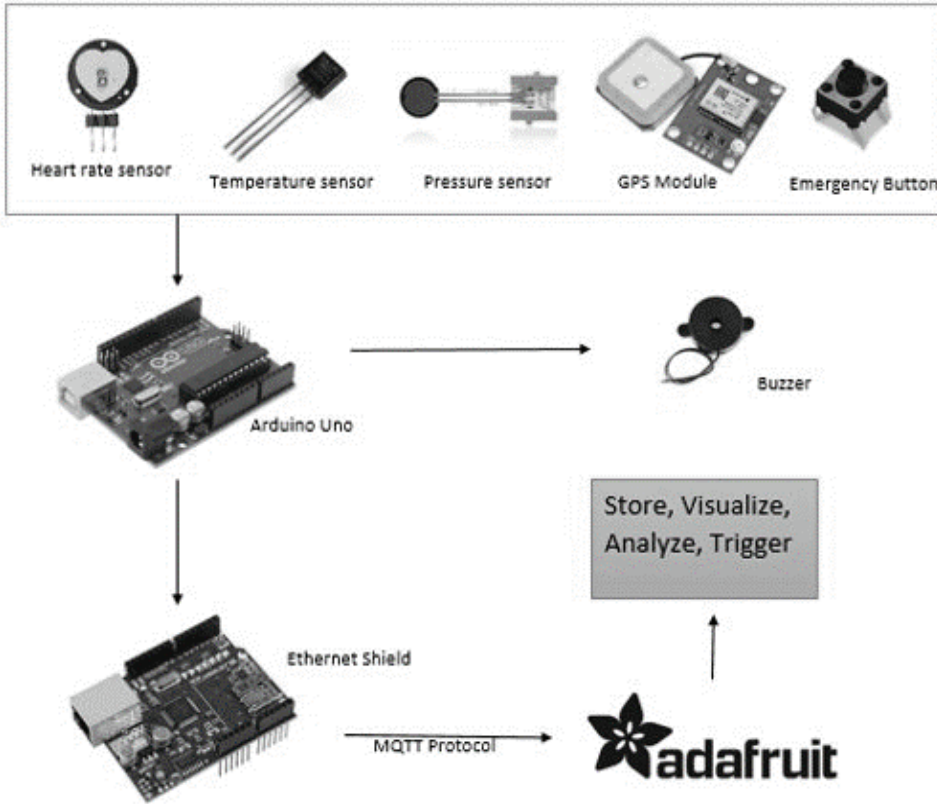 Heart rate sensor
Temperature sensor
Pressure sensor
GPS Module
Emergency Button
Arduino Uno
Buzzer
Store, Visualize,
Analyze, Trigger
Ethernet Shield
MQTT Protocol
adafruit